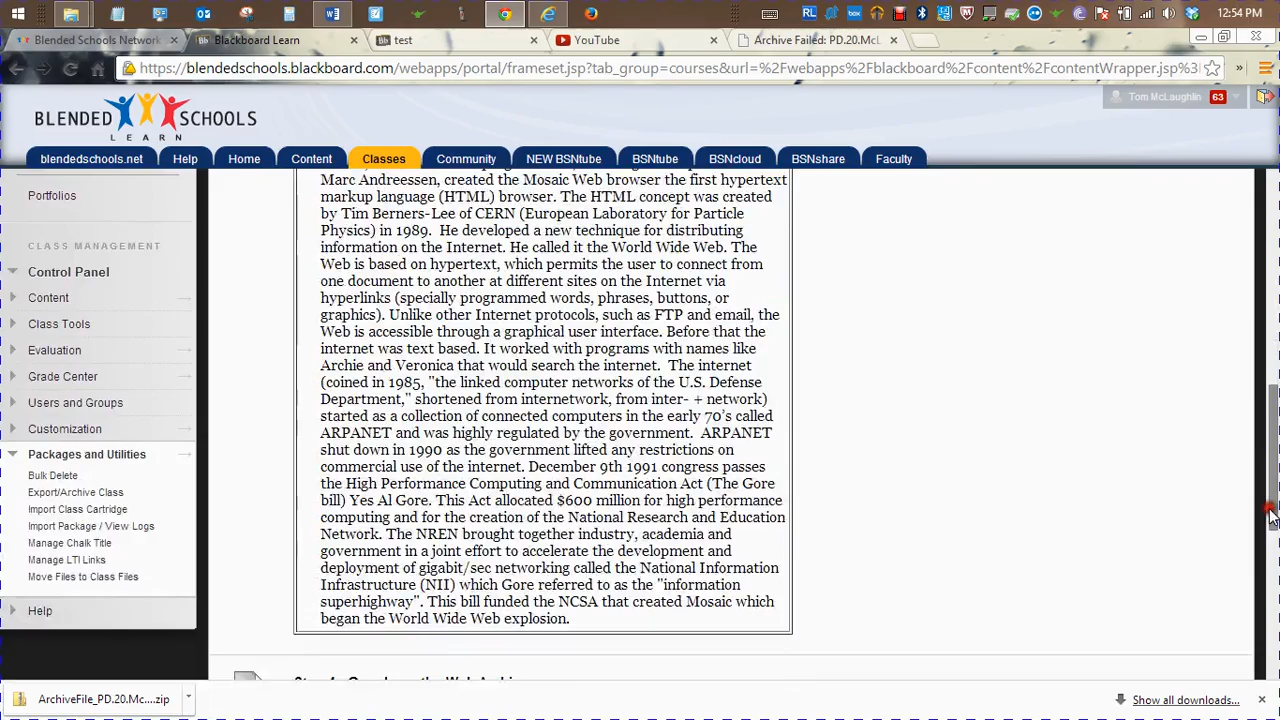 12:54 PM
Blended Schools Network
Blackboard Learn
test
YouTube
Archive Failed: PD.20.McL
https://blendedschools.blackboard.com/webapps/portal/frameset.jsp?tab_group=courses&url=%2Fwebapps%2Fblackboard%2Fcontent%2FcontentWrapper.jsp%3
Tom McLaughlin 63
BLENDED SCHOOLS
LEARN
blendedschools.net
Help
Home
Content
Classes
Community
NEW BSNtube
BSNtube
BSNcloud
BSNshare
Faculty
Portfolios
CLASS MANAGEMENT
Control Panel
Content
Class Tools
Evaluation
Grade Center
Users and Groups
Customization
Packages and Utilities
Bulk Delete
Export/Archive Class
Import Class Cartridge
Import Package / View Logs
Manage Chalk Title
Manage LTI Links
Move Files to Class Files
Help
Marc Andreessen, created the Mosaic Web browser the first hypertext
markup language (HTML) browser. The HTML concept was created
by Tim Berners-Lee of CERN (European Laboratory for Particle
Physics) in 1989.  He developed a new technique for distributing
information on the Internet. He called it the World Wide Web. The
Web is based on hypertext, which permits the user to connect from
one document to another at different sites on the Internet via
hyperlinks (specially programmed words, phrases, buttons, or
graphics). Unlike other Internet protocols, such as FTP and email, the
Web is accessible through a graphical user interface. Before that the
internet was text based. It worked with programs with names like
Archie and Veronica that would search the internet.  The internet
(coined in 1985, "the linked computer networks of the U.S. Defense
Department," shortened from internetwork, from inter- + network)
started as a collection of connected computers in the early 70's called
ARPANET and was highly regulated by the government.  ARPANET
shut down in 1990 as the government lifted any restrictions on
commercial use of the internet. December 9th 1991 congress passes
the High Performance Computing and Communication Act (The Gore
bill) Yes Al Gore. This Act allocated $600 million for high performance
computing and for the creation of the National Research and Education
Network. The NREN brought together industry, academia and
government in a joint effort to accelerate the development and
deployment of gigabit/sec networking called the National Information
Infrastructure (NII) which Gore referred to as the "information
superhighway". This bill funded the NCSA that created Mosaic which
began the World Wide Web explosion.
ArchiveFile_PD.20.Mc....zip
Show all downloads...